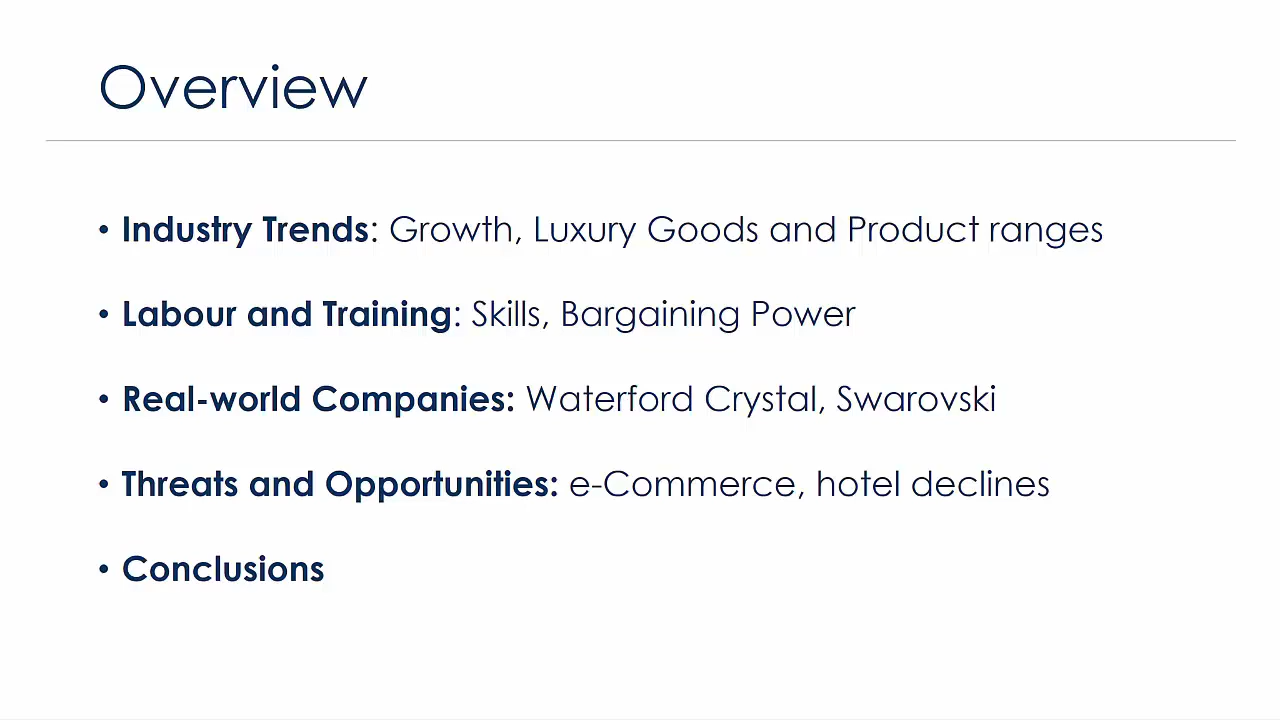 Overview
• Industry Trends: Growth, Luxury Goods and Product ranges
• Labour and Training: Skills, Bargaining Power
• Real-world Companies: Waterford Crystal, Swarovski
• Threats and Opportunities: e-Commerce, hotel declines
• Conclusions